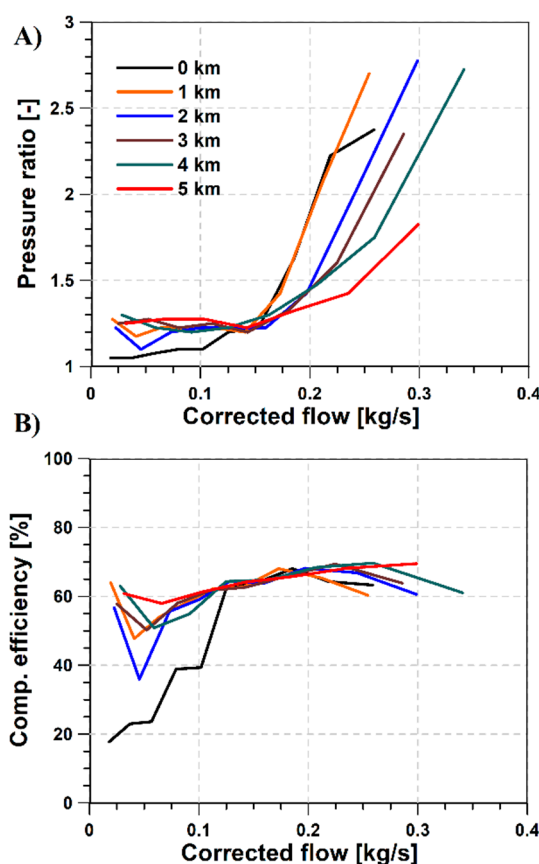 A)
Pressure ratio [-]
3
2.5
2
1.5
1
0 km
1 km
2 km
3 km
4 km
5 km
0
0.1
0.2
0.3
0.4
Corrected flow [kg/s]
B)
Comp. efficiency [%]
100
80
60
40
20
0
0
0.1
0.2
0.3
0.4
Corrected flow [kg/s]